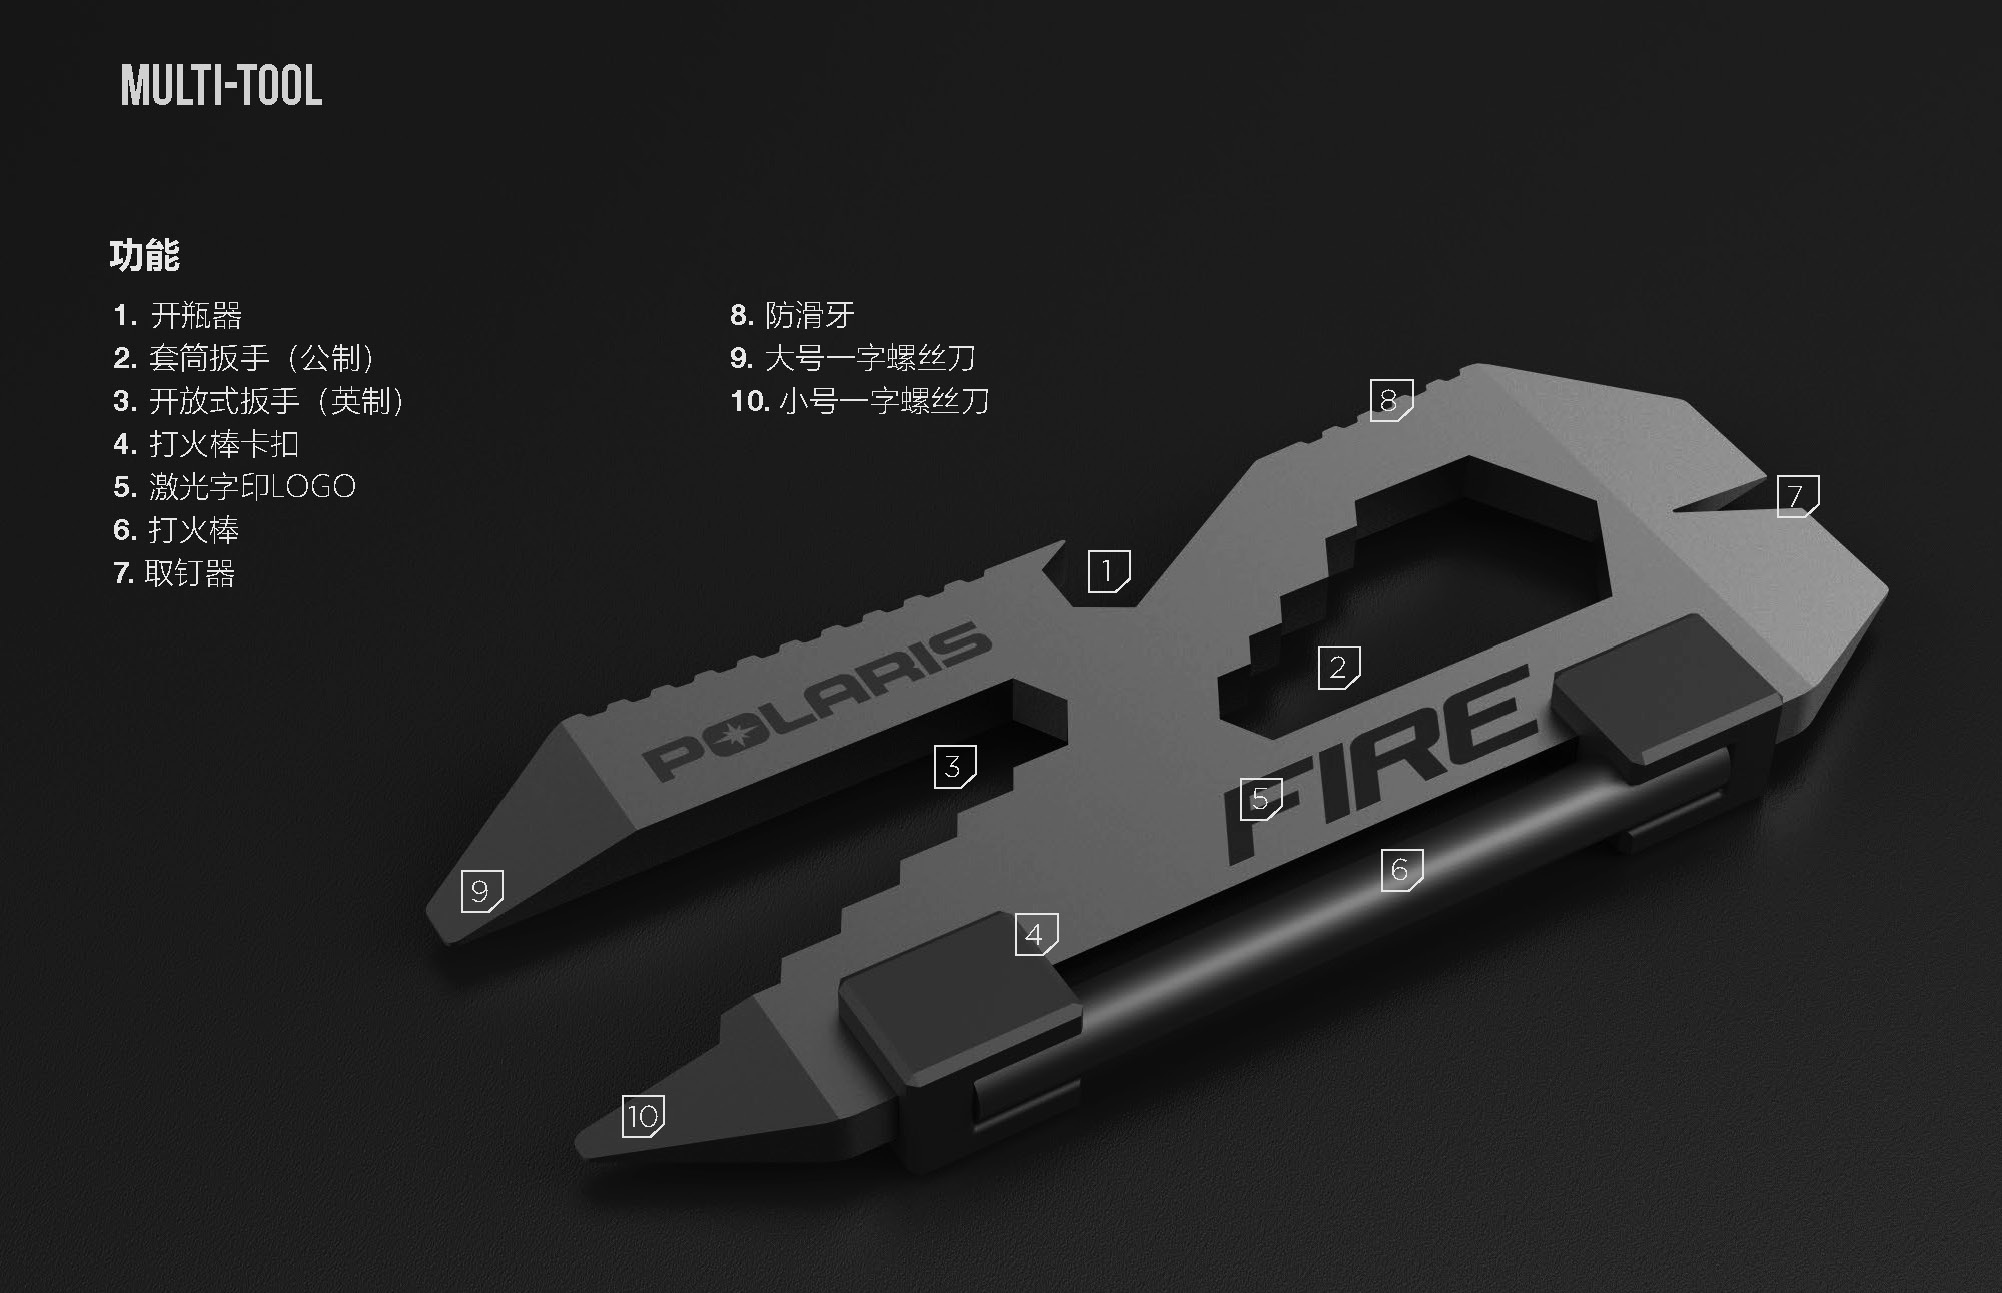 MULTI-TOOL
功能
1. 开瓶器
2. 套筒扳手（公制）
3. 开放式扳手（英制）
4. 打火棒卡扣
5. 激光字印LOGO
6. 打火棒
7. 取钉器
8. 防滑牙
9. 大号一字螺丝刀
10. 小号一字螺丝刀
8
7
1
POLARIS
2
3
FIRE
5
6
9
4
10